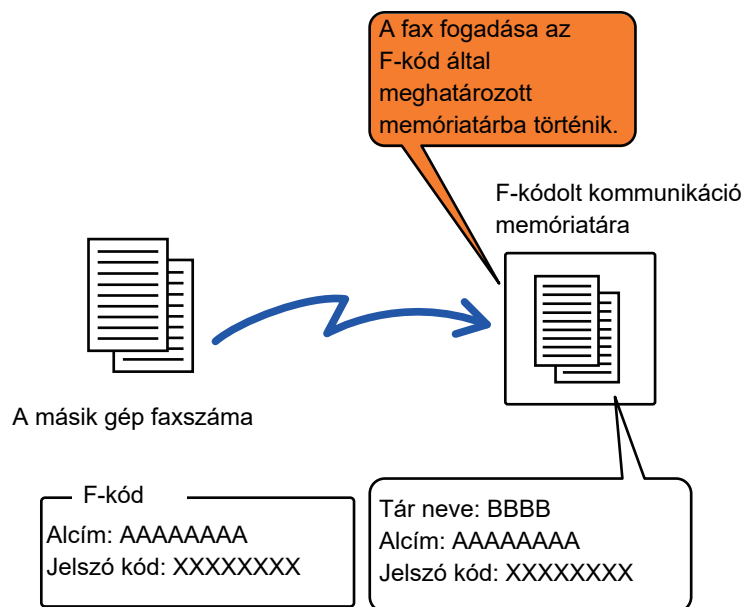 A fax fogadása az
F-kód által
meghatározott
memóriatárba történik.
F-kódolt kommunikáció
memóriatára
A másik gép faxszáma
F-kód
Alcím: AAAAAAAA
Jelszó kód: XXXXXXXX
Tár neve: BBBB
Alcím: AAAAAAAA
Jelszó kód: XXXXXXXX